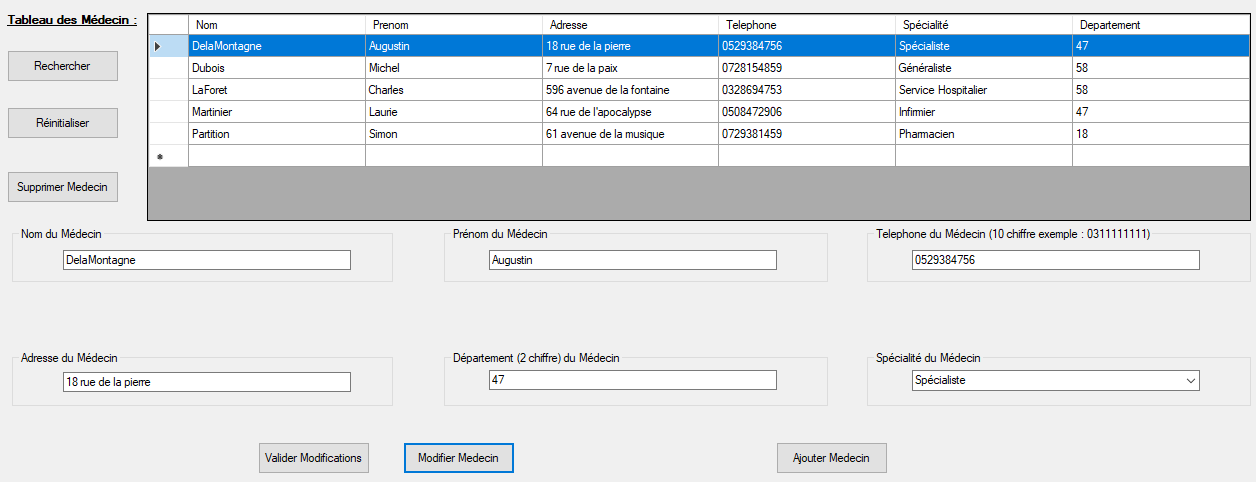 Tableau des Médecin :
Nom Prenom Adresse Telephone Spécialité Departement
DelaMontagne Augustin 18 rue de la pierre 0529384756 Spécialiste 47
Dubois Michel 7 rue de la paix 0728154859 Généraliste 58
LaForet Charles 596 avenue de la fontaine 0328694753 Service Hospitalier 58
Martinier Laurie 64 rue de l'apocalypse 0508472906 Infirmier 47
Partition Simon 61 avenue de la musique 0729381459 Pharmacien 18
Rechercher
Réinitialiser
Supprimer Medecin
Nom du Médecin Prénom du Médecin Telephone du Médecin (10 chiffre exemple : 0311111111)
DelaMontagne Augustin 0529384756
Adresse du Médecin Département (2 chiffre) du Médecin Spécialité du Médecin
18 rue de la pierre 47 Spécialiste
Valider Modifications Modifier Medecin Ajouter Medecin